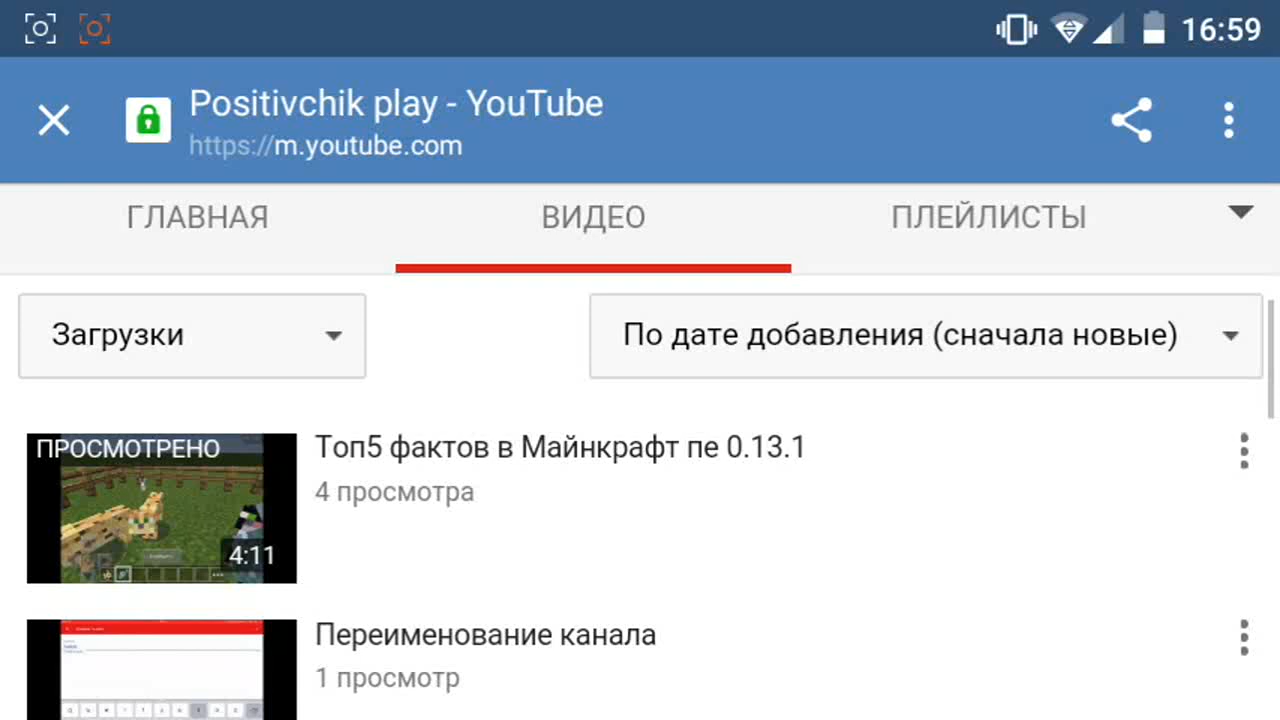 16:59
Positivchik play - YouTube
https://m.youtube.com
ГЛАВНАЯ
ВИДЕО
ПЛЕЙЛИСТЫ
Загрузки
По дате добавления (сначала новые)
ПРОСМОТРЕНО
4:11
Топ5 фактов в Майнкрафт пе 0.13.1
4 просмотра
Переименование канала
1 просмотр